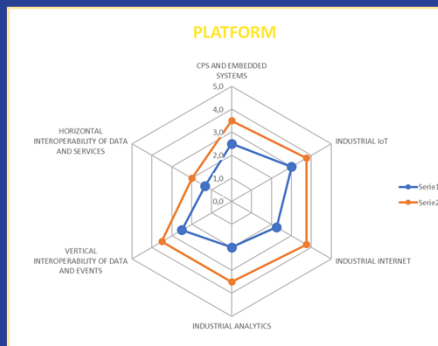 PLATFORM
CPS AND EMBEDDED
SYSTEMS
5,0
4,0
3,0
2,0
1,0
0,0
HORIZONTAL
INTEROPERABILITY OF DATA
AND SERVICES
INDUSTRIAL IoT
Serie1
Serie2
VERTICAL
INTEROPERABILITY OF DATA
AND EVENTS
INDUSTRIAL INTERNET
INDUSTRIAL ANALYTICS